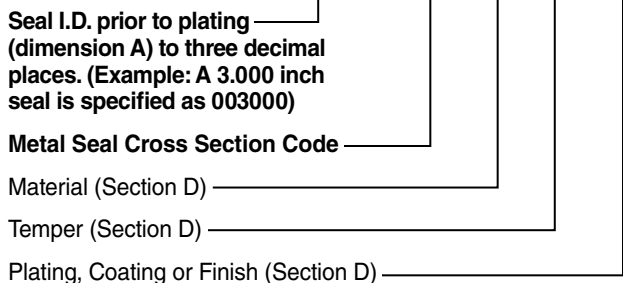 Seal I.D. prior to plating
(dimension A) to three decimal
places. (Example: A 3.000 inch
seal is specified as 003000)
Metal Seal Cross Section Code
Material (Section D)
Temper (Section D)
Plating, Coating or Finish (Section D)